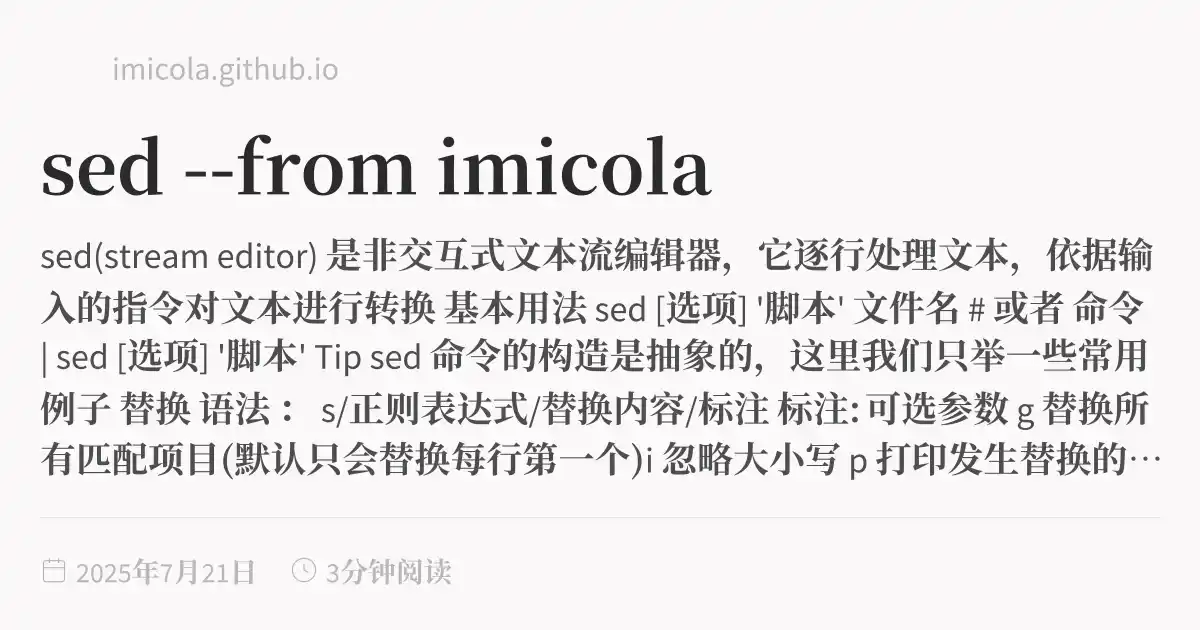 imicola.github.io
sed --from imicola
sed(stream editor) 是非交互式文本流编辑器，它逐行处理文本，依据输
入的指令对文本进行转换 基本用法 sed [选项] '脚本' 文件名 # 或者 命令
| sed [选项] '脚本' Tip sed 命令的构造是抽象的，这里我们只举一些常用
例子 替换 语法： s/正则表达式/替换内容/标注 标注: 可选参数 g 替换所
有匹配项目(默认只会替换每行第一个)i 忽略大小写 p 打印发生替换的…
2025年7月21日 3分钟阅读